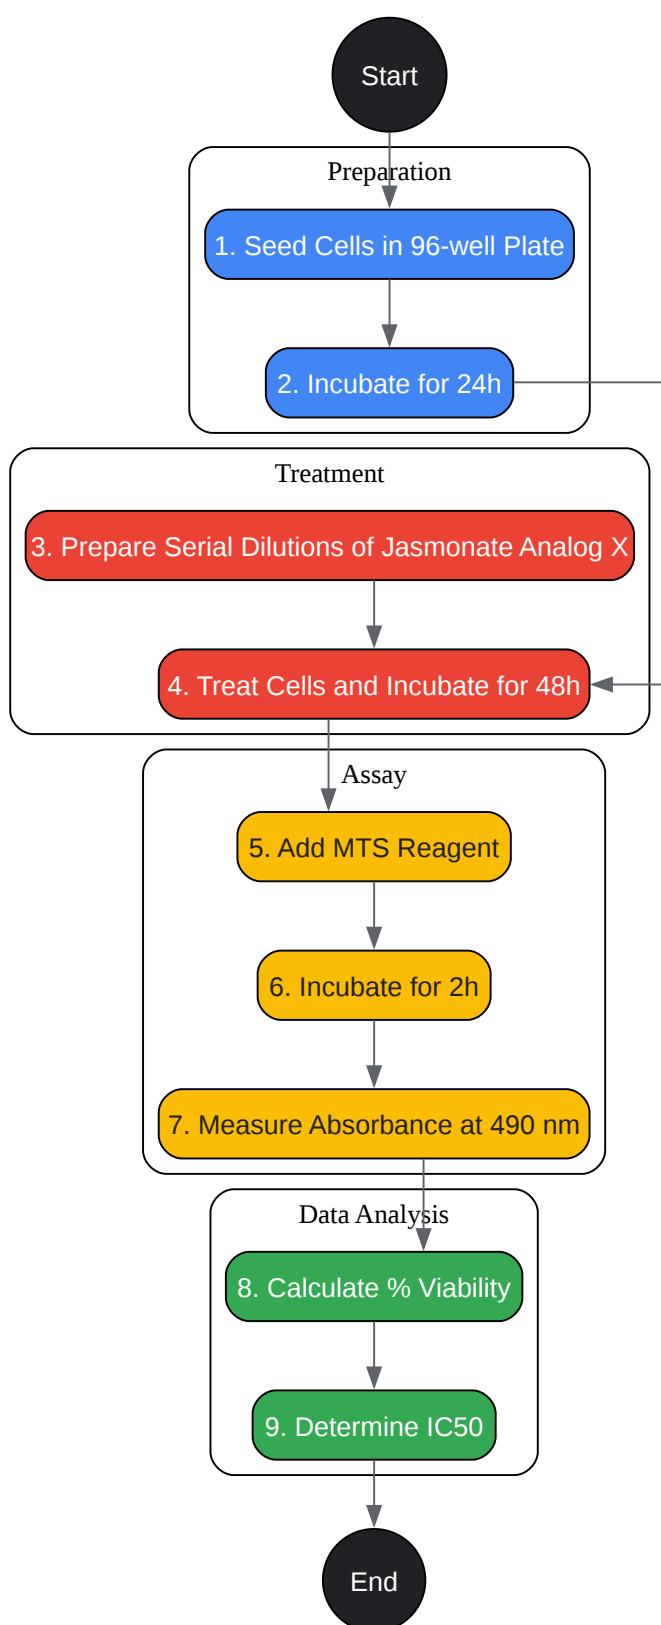 Start
Preparation
1. Seed Cells in 96-well Plate
2. Incubate for 24h
Treatment
3. Prepare Serial Dilutions of Jasmonate Analog X
4. Treat Cells and Incubate for 48h
Assay
5. Add MTS Reagent
6. Incubate for 2h
7. Measure Absorbance at 490 nm
Data Analysis
8. Calculate % Viability
9. Determine IC50
End